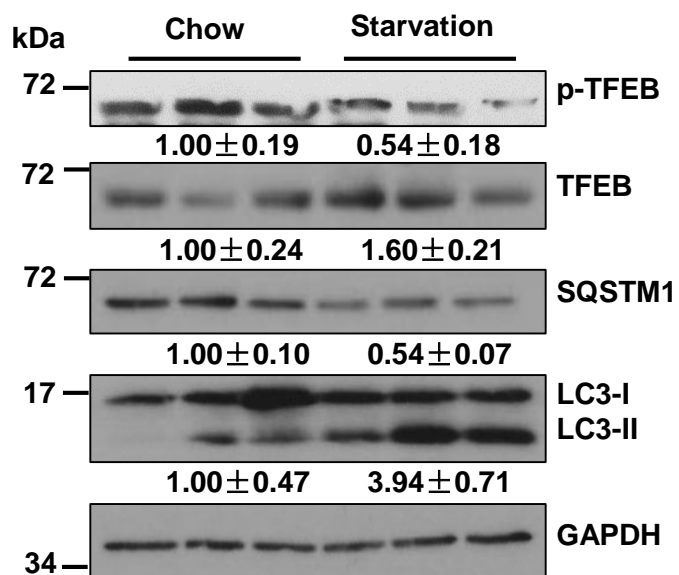 kDa
Chow Starvation
72 p-TFEB
1.00±0.19 0.54±0.18
72 TFEB
1.00±0.24 1.60±0.21
72 SQSTM1
1.00±0.10 0.54±0.07
17 LC3-I
LC3-II
1.00±0.47 3.94±0.71
GAPDH
34